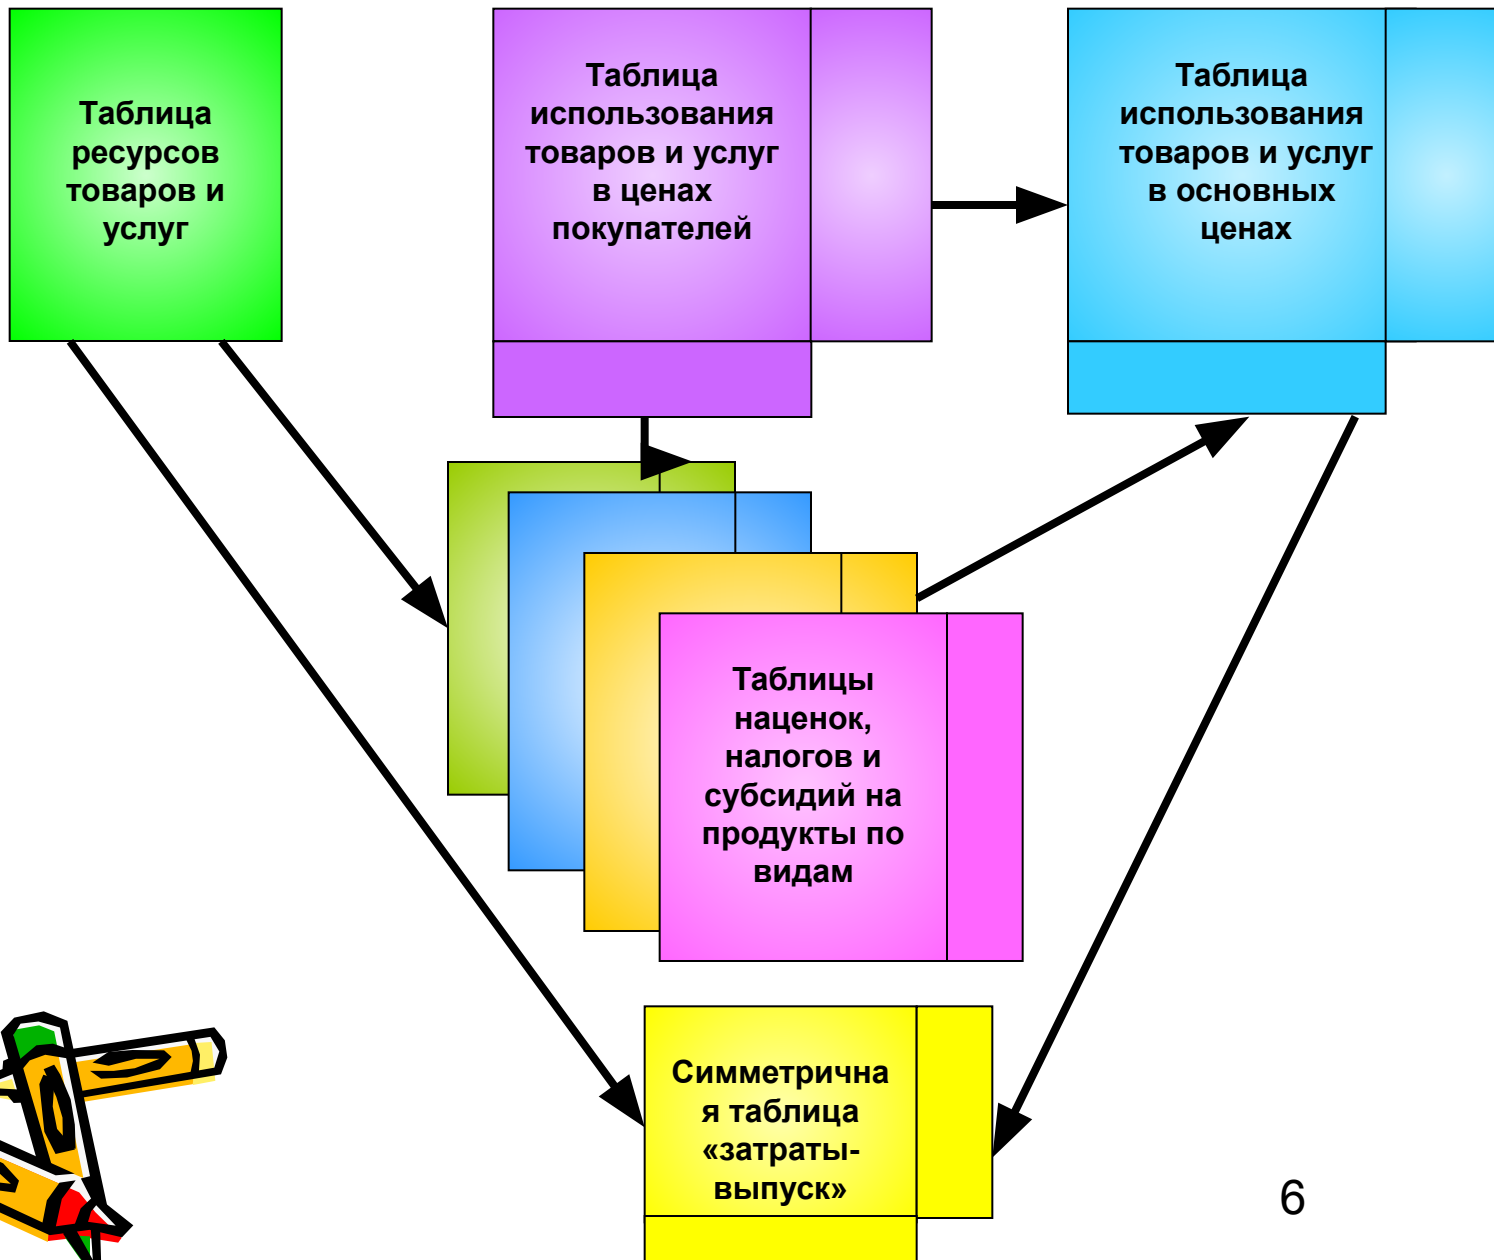 Таблица
ресурсов
товаров и
услуг
Таблица
использования
товаров и услуг
в ценах
покупателей
Таблица
использования
товаров и услуг
в основных
ценах
Таблицы
наценок,
налогов и
субсидий на
продукты по
видам
Симметрична
я таблица
«затраты-
выпуск»
6